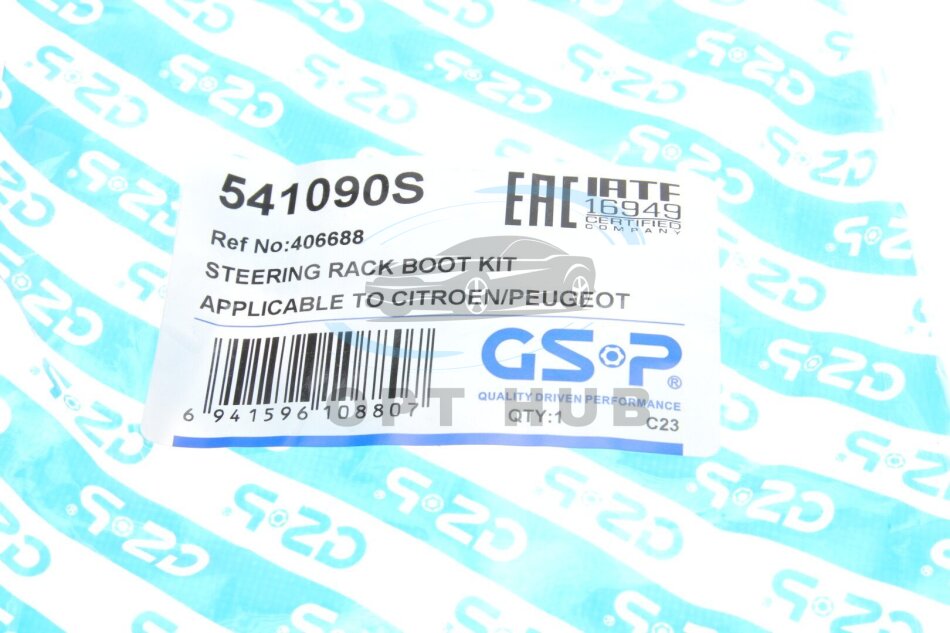 541090S
EAC
IATF
16949
CERTIFIED
COMPANY
Ref No:406688
STEERING RACK BOOT KIT
APPLICABLE TO CITROEN/PEUGEOT
GS·P®
QUALITY DRIVEN PERFORMANCE
6 941596 108807
OPT HUB
QTY:1
C23